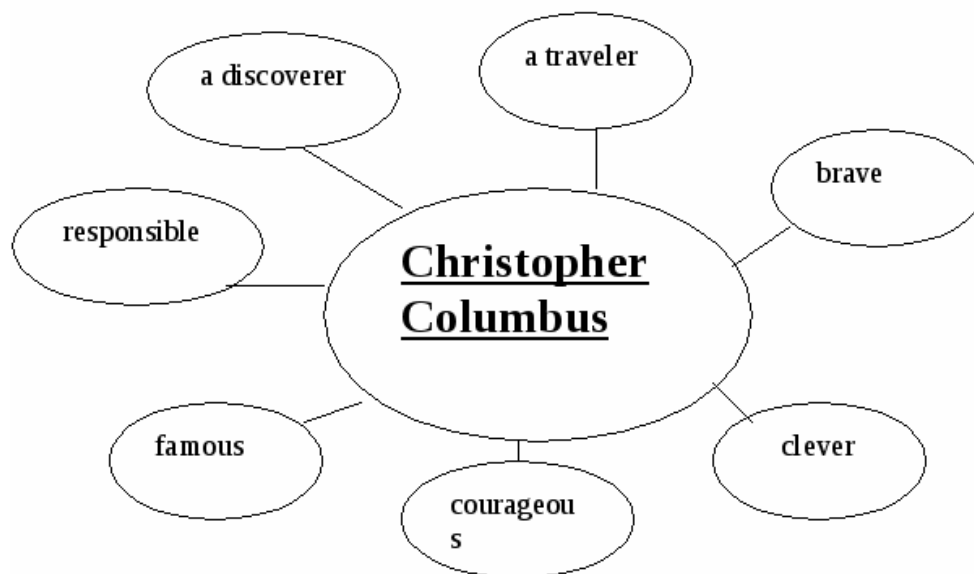 a discoverer
a traveler
brave
responsible
Christopher
Columbus
famous
courageou
s
clever